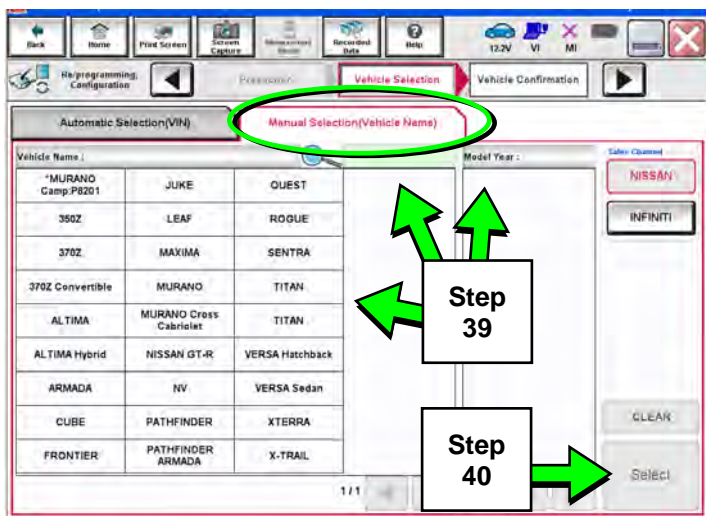 Back
Home
Print Screen
Screen
Capture
Measurement
Mode
Recorded
Data
Help
12.2V
VI
MI
Re/programming,
Configuration
Precaution
Vehicle Selection
Vehicle Confirmation
Automatic Selection(VIN)
Manual Selection(Vehicle Name)
Vehicle Name :
Model Year :
Sales Channel
*MURANO
Camp:P8201
JUKE
QUEST
NISSAN
350Z
LEAF
ROGUE
INFINITI
370Z
MAXIMA
SENTRA
370Z Convertible
MURANO
TITAN
ALTIMA
MURANO Cross
Cabriolet
TITAN
ALTIMA Hybrid
NISSAN GT-R
VERSA Hatchback
ARMADA
NV
VERSA Sedan
CUBE
PATHFINDER
XTERRA
FRONTIER
PATHFINDER
ARMADA
X-TRAIL
Step
39
Step
40
CLEAR
Select
1/1